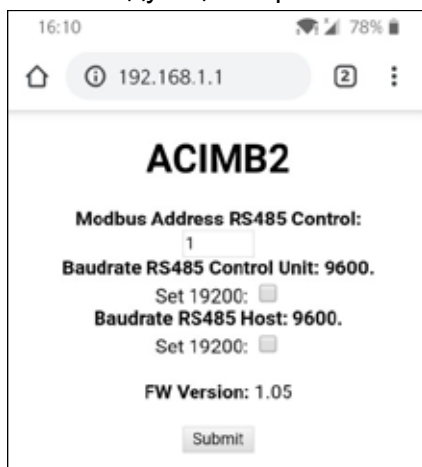 16:10 78%
192.168.1.1 2
ACIMB2
Modbus Address RS485 Control:
1
Baudrate RS485 Control Unit: 9600.
Set 19200:
Baudrate RS485 Host: 9600.
Set 19200:
FW Version: 1.05
Submit